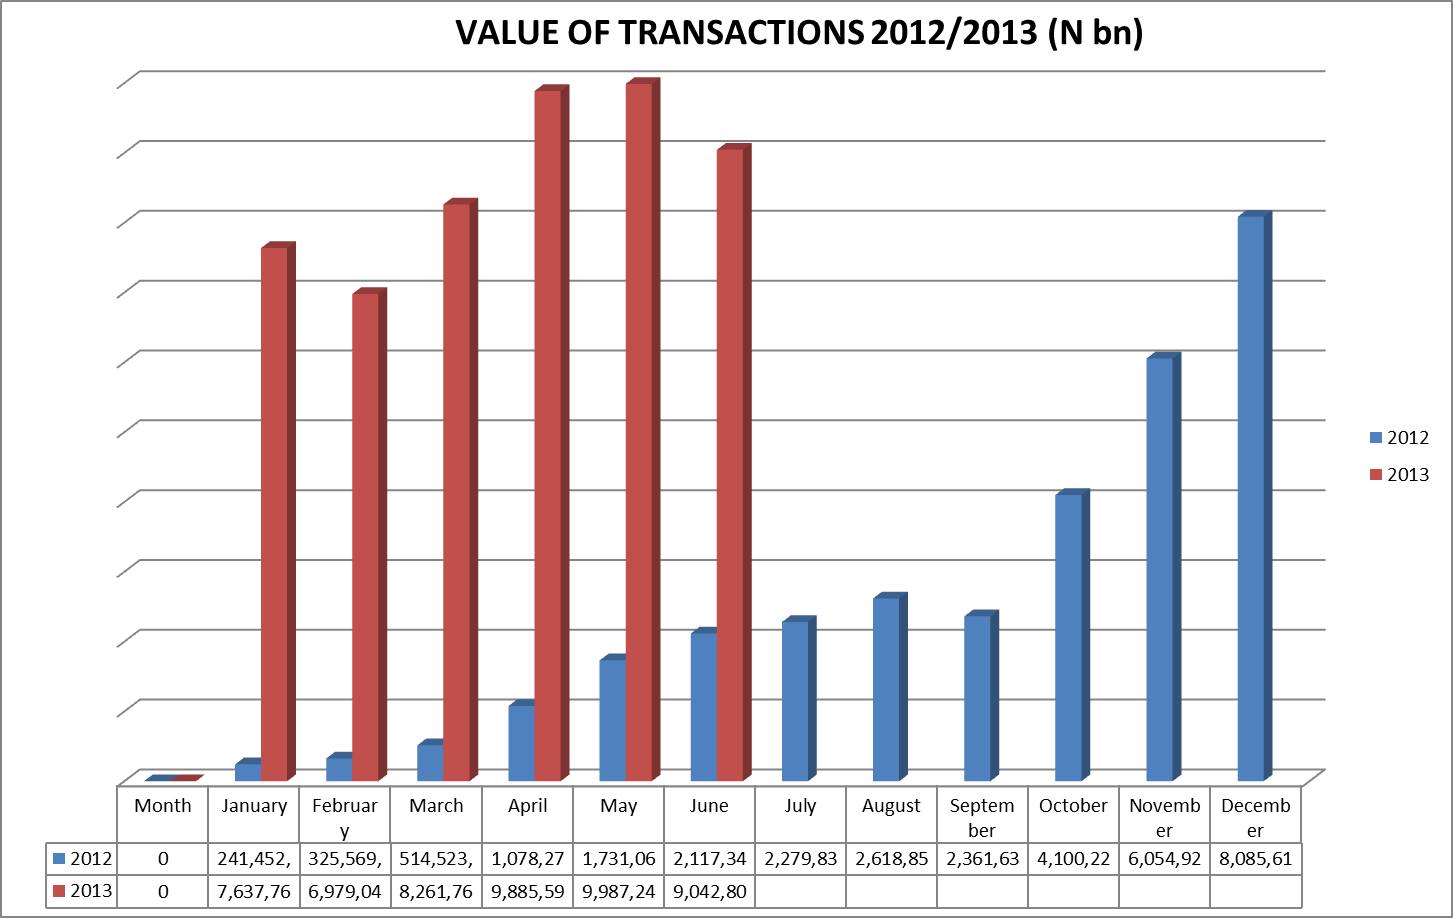 VALUE OF TRANSACTIONS 2012/2013 (N bn)
2012
2013
Month January Februar March April May June July August Septem October Novemb Decemb
y ber er er
2012 0 241,452, 325,569, 514,523, 1,078,27 1,731,06 2,117,34 2,279,83 2,618,85 2,361,63 4,100,22 6,054,92 8,085,61
2013 0 7,637,76 6,979,04 8,261,76 9,885,59 9,987,24 9,042,80